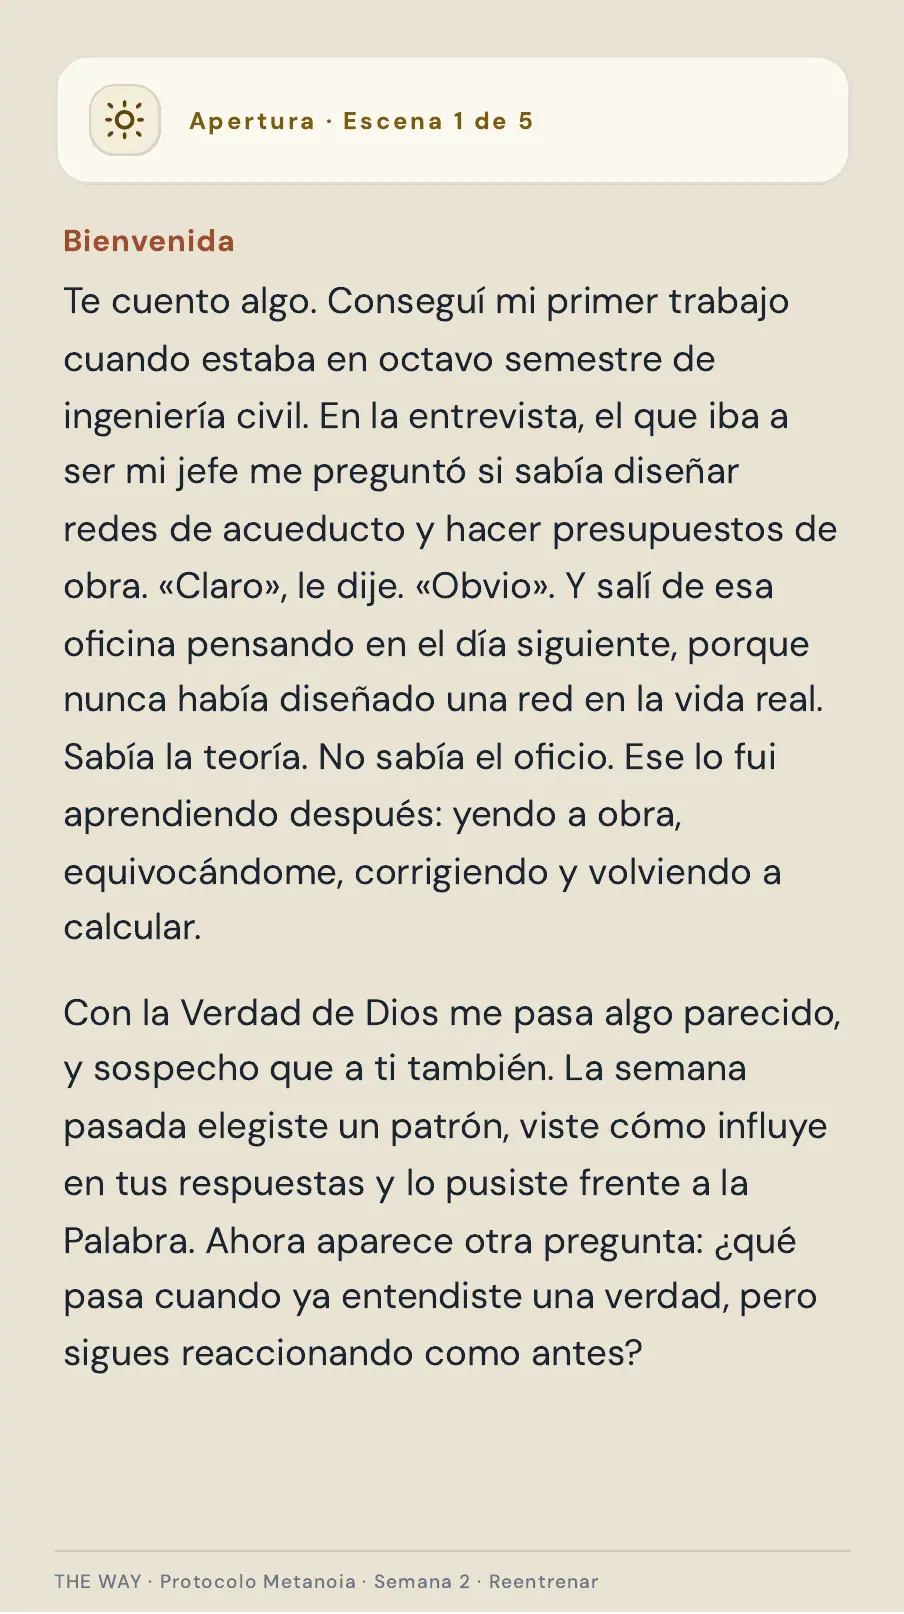 Apertura · Escena 1 de 5
Bienvenida
Te cuento algo. Conseguí mi primer trabajo
cuando estaba en octavo semestre de
ingeniería civil. En la entrevista, el que iba a
ser mi jefe me preguntó si sabía diseñar
redes de acueducto y hacer presupuestos de
obra. «Claro», le dije. «Obvio». Y salí de esa
oficina pensando en el día siguiente, porque
nunca había diseñado una red en la vida real.
Sabía la teoría. No sabía el oficio. Ese lo fui
aprendiendo después: yendo a obra,
equivocándome, corrigiendo y volviendo a
calcular.
Con la Verdad de Dios me pasa algo parecido,
y sospecho que a ti también. La semana
pasada elegiste un patrón, viste cómo influye
en tus respuestas y lo pusiste frente a la
Palabra. Ahora aparece otra pregunta: ¿qué
pasa cuando ya entendiste una verdad, pero
sigues reaccionando como antes?
THE WAY · Protocolo Metanoia · Semana 2 · Reentrenar